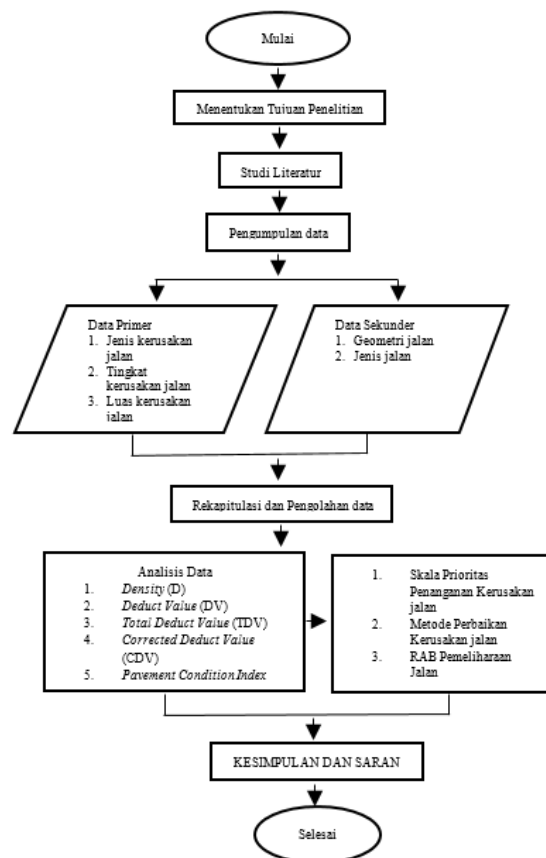 Mulai
Menentukan Tujuan Penelitian
Studi Literatur
Pengumpulan data
Data Primer
1. Jenis kerusakan
jalan
2. Tingkat
kerusakan jalan
3. Luas kerusakan
jalan
Data Sekunder
1. Geometri jalan
2. Jenis jalan
Rekapitulasi dan Pengolahan data
Analisis Data
1. Density (D)
2. Deduct Value (DV)
3. Total Deduct Value (TDV)
4. Corrected Deduct Value
(CDV)
5. Pavement Condition Index
1. Skala Prioritas
Penanganan Kerusakan
jalan
2. Metode Perbaikan
Kerusakan jalan
3. RAB Pemeliharaan
Jalan
KESIMPULAN DAN SARAN
Selesai